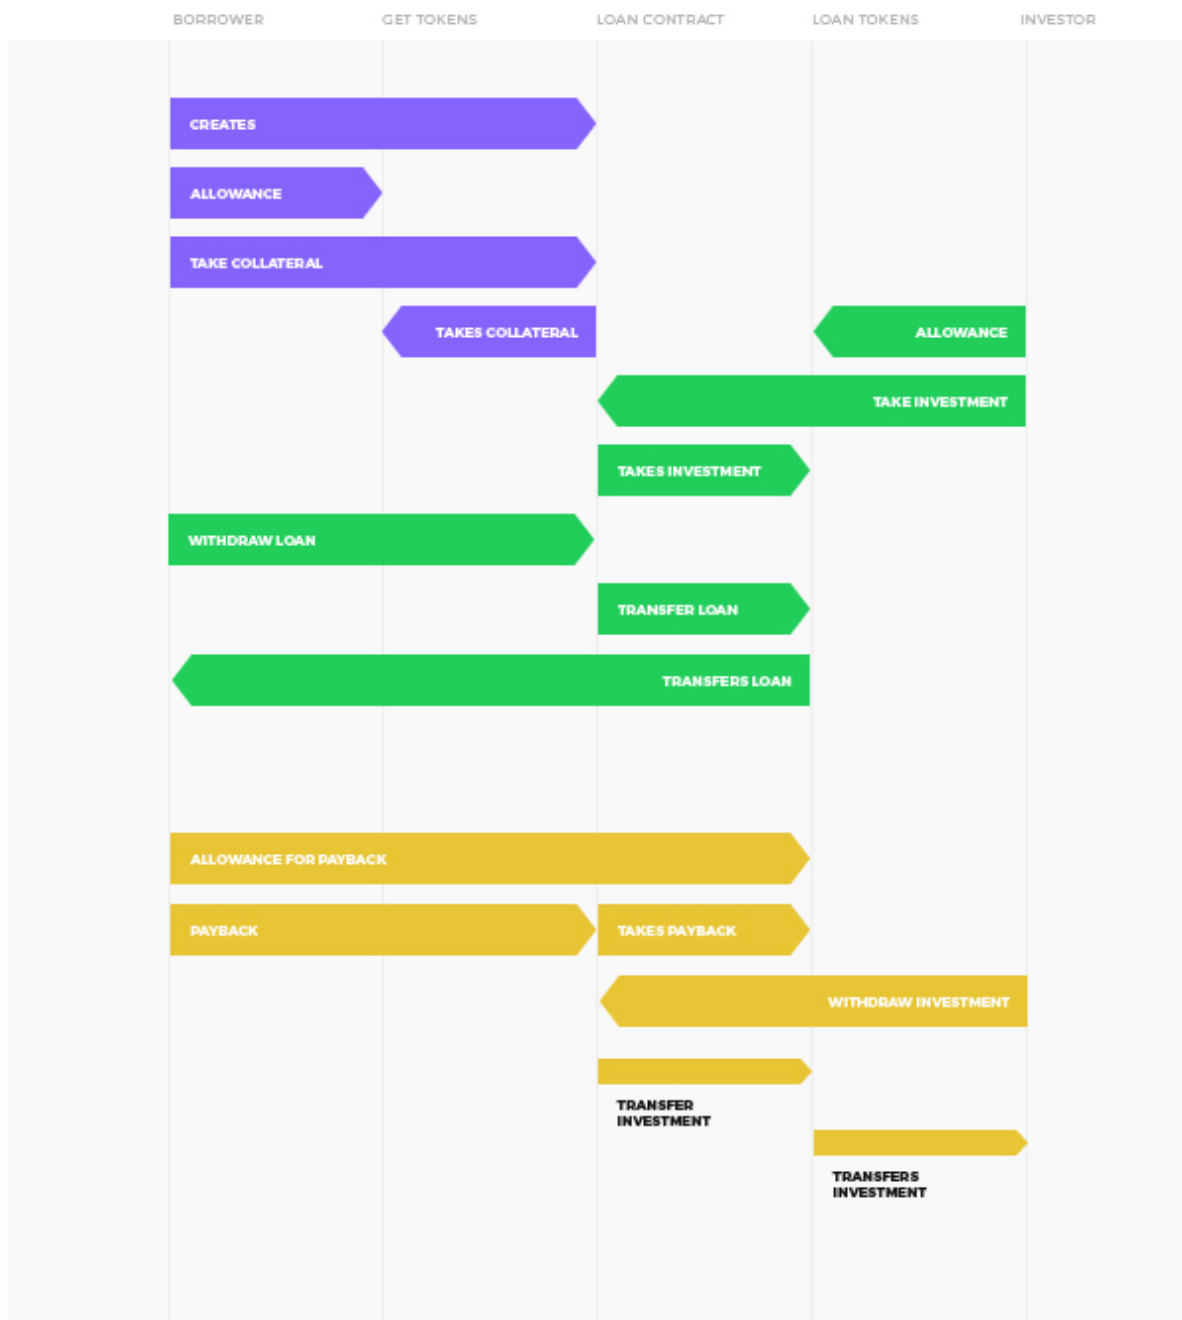 BORROWER GET TOKENS LOAN CONTRACT LOAN TOKENS INVESTOR
CREATES
ALLOWANCE
TAKE COLLATERAL
TAKES COLLATERAL ALLOWANCE
TAKE INVESTMENT
TAKES INVESTMENT
WITHDRAW LOAN
TRANSFER LOAN
TRANSFERS LOAN
ALLOWANCE FOR PAYBACK
PAYBACK TAKES PAYBACK
WITHDRAW INVESTMENT
TRANSFER
INVESTMENT
TRANSFERS
INVESTMENT